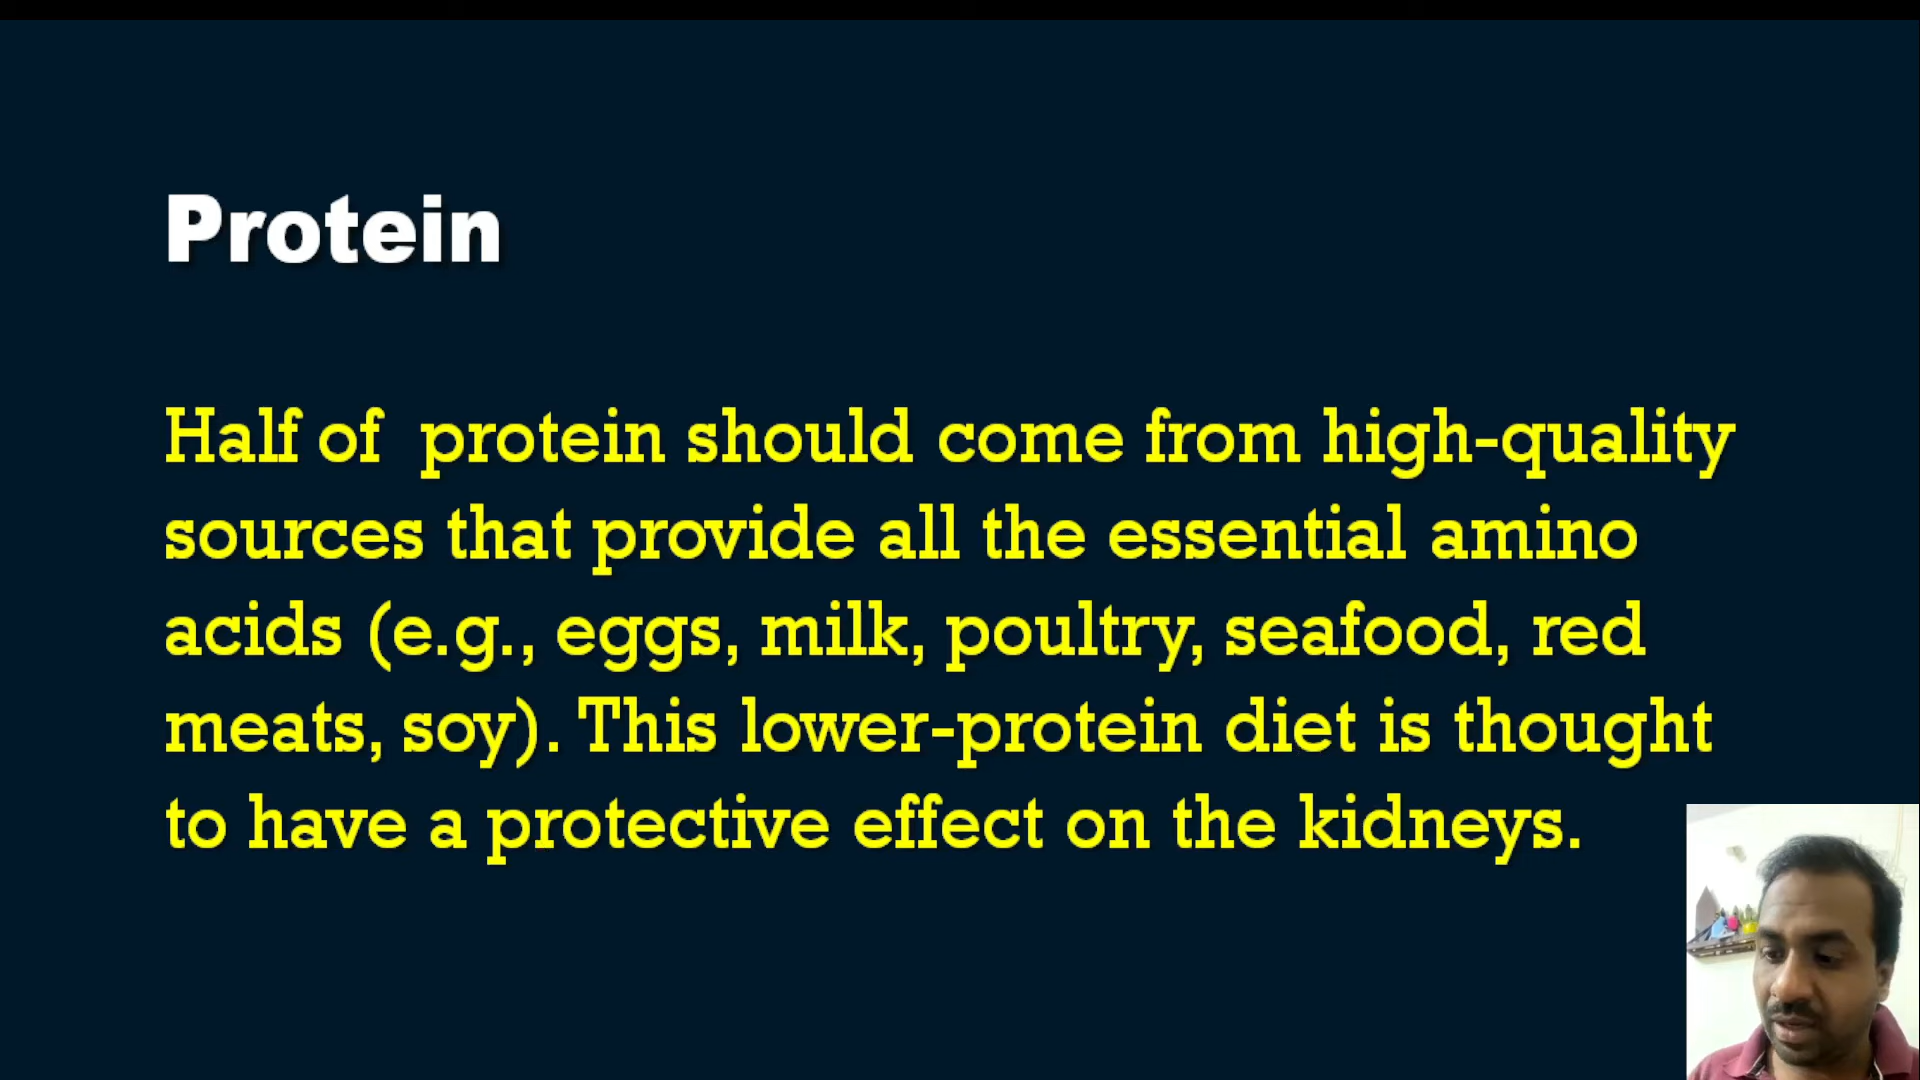 Protein
Half of  protein should come from high-quality
sources that provide all the essential amino
acids (e.g., eggs, milk, poultry, seafood, red
meats, soy). This lower-protein diet is thought
to have a protective effect on the kidneys.